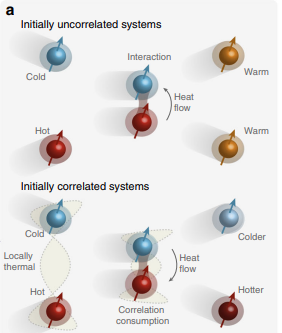 a
Initially uncorrelated systems
Cold
Interaction
Warm
Heat
flow
Hot
Warm
Initially correlated systems
Cold
Locally
thermal
Hot
Heat
flow
Correlation
consumption
Colder
Hotter